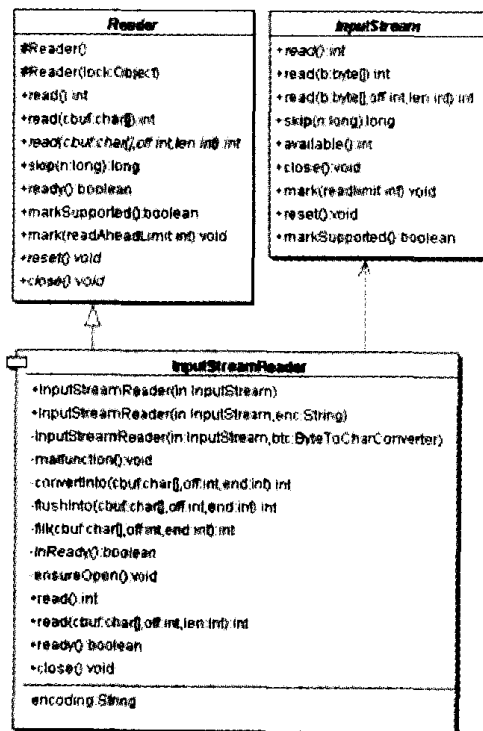 Reader
#Reader()
#Reader(lock:Object)
+read():int
+read(cbuf:char[]):int
+read(cbuf:char[],off:int,len:int):int
+skip(n:long):long
+ready():boolean
+markSupported():boolean
+mark(readAheadLimit:int):void
+reset():void
+close():void
InputStream
+read():int
+read(b:byte[]):int
+read(b:byte[],off:int,len:int):int
+skip(n:long):long
+available():int
+close():void
+mark(readlimit:int):void
+reset():void
+markSupported():boolean
InputStreamReader
+InputStreamReader(in:InputStream)
+InputStreamReader(in:InputStream,enc:String)
-InputStreamReader(in:InputStream,btc:ByteToCharConverter)
-malfunction():void
-convertInto(cbuf:char[],off:int,end:int):int
-flushInto(cbuf:char[],off:int,end:int):int
-fill(cbuf:char[],off:int,end:int):int
-inReady():boolean
-ensureOpen():void
+read():int
+read(cbuf:char[],off:int,len:int):int
+ready():boolean
+close():void
encoding:String